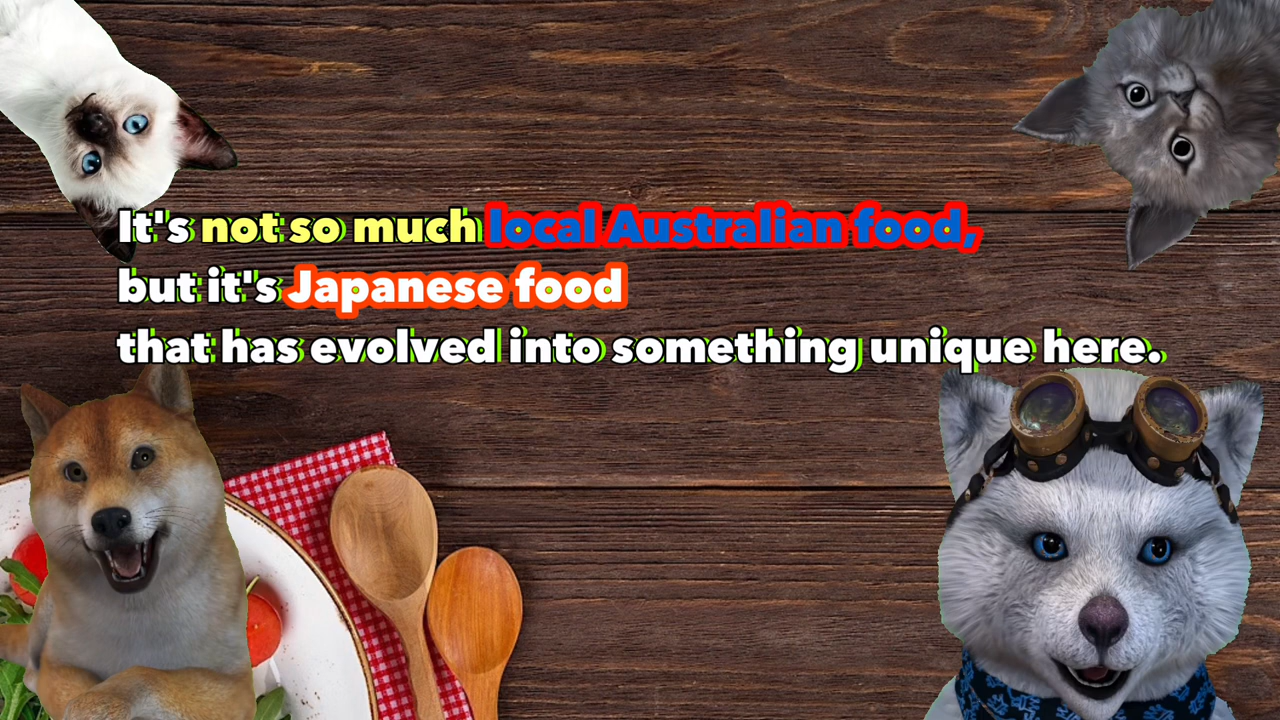 It's not so much local Australian food,
but it's Japanese food
that has evolved into something unique here.